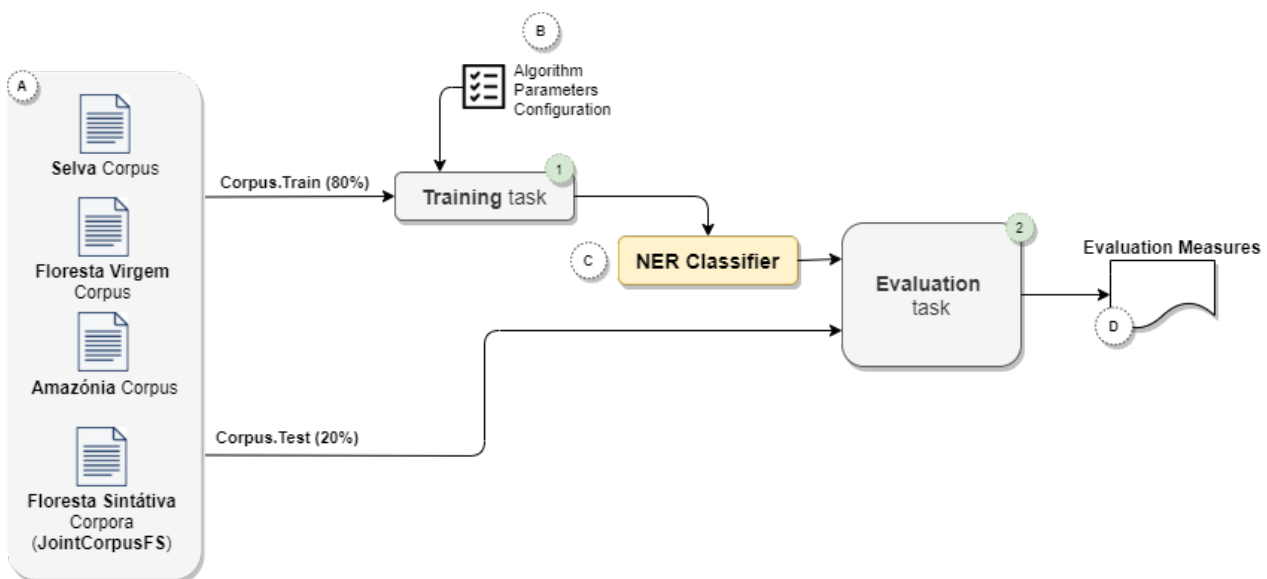 A
Selva Corpus
Floresta Virgem
Corpus
Amazónia Corpus
Floresta Sintátiva
Corpora
(JointCorpusFS)
B
Algorithm
Parameters
Configuration
Corpus.Train (80%)
1
Training task
C
NER Classifier
2
Evaluation
task
Evaluation Measures
D
Corpus.Test (20%)